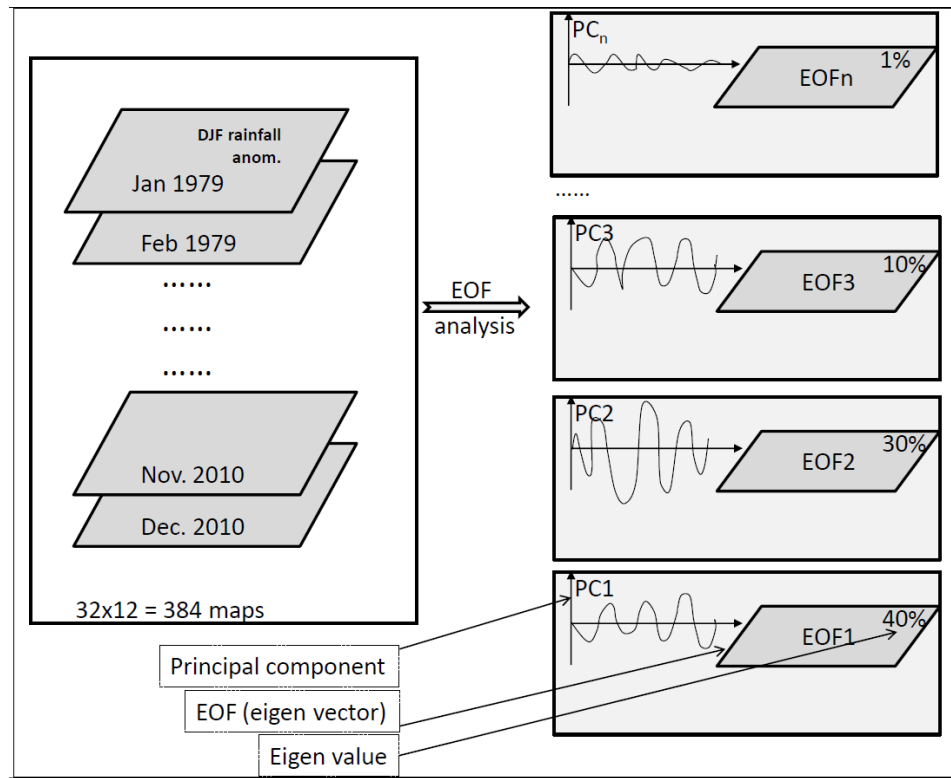 DJF rainfall
anom.
Jan 1979
Feb 1979
......
......
......
Nov. 2010
Dec. 2010
32x12 = 384 maps
EOF
analysis
PCn
1%
EOFn
......
PC3
10%
EOF3
PC2
30%
EOF2
PC1
40%
EOF1
Principal component
EOF (eigen vector)
Eigen value